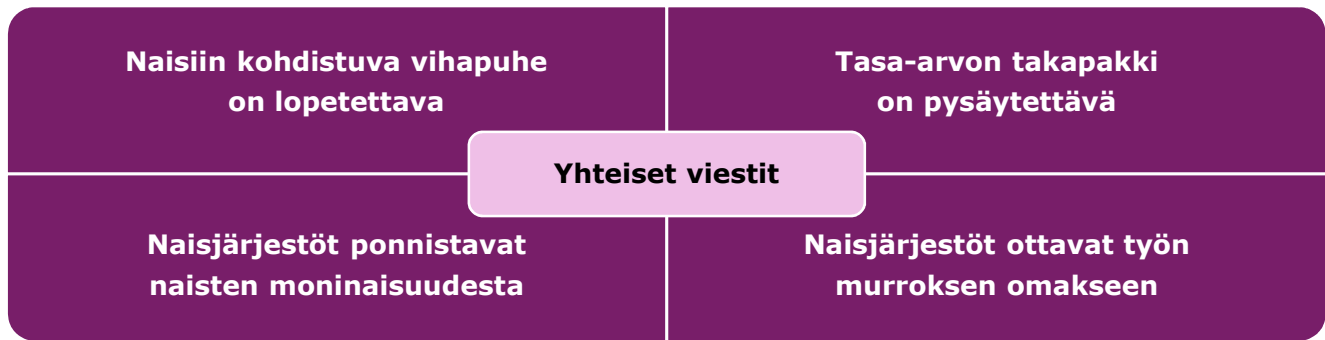 Naisiin kohdistuva vihapuhe
on lopetettava
Tasa-arvon takapakki
on pysäytettävä
Yhteiset viestit
Naisjärjestöt ponnistavat
naisten moninaisuudesta
Naisjärjestöt ottavat työn
murroksen omakseen